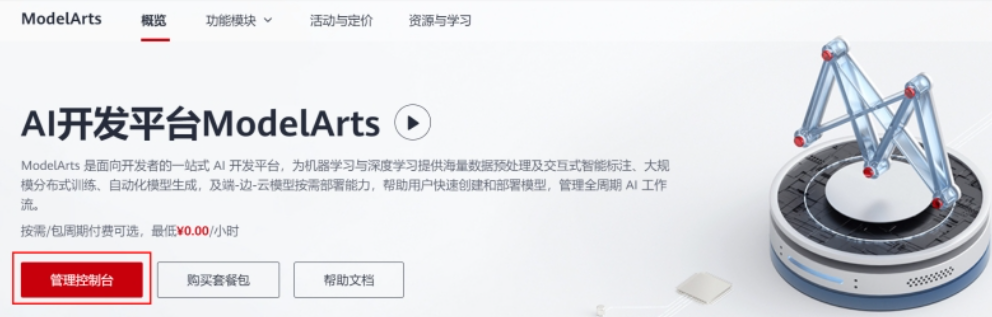 ModelArts 概览 功能模块 活动与定价 资源与学习
AI开发平台ModelArts
ModelArts 是面向开发者的一站式 AI 开发平台，为机器学习与深度学习提供海量数据预处理及交互式智能标注、大规
模分布式训练、自动化模型生成，及端-边-云模型按需部署能力，帮助用户快速创建和部署模型，管理全周期 AI 工作
流。
按需/包周期付费可选，最低¥0.00/小时
管理控制台 购买套餐包 帮助文档